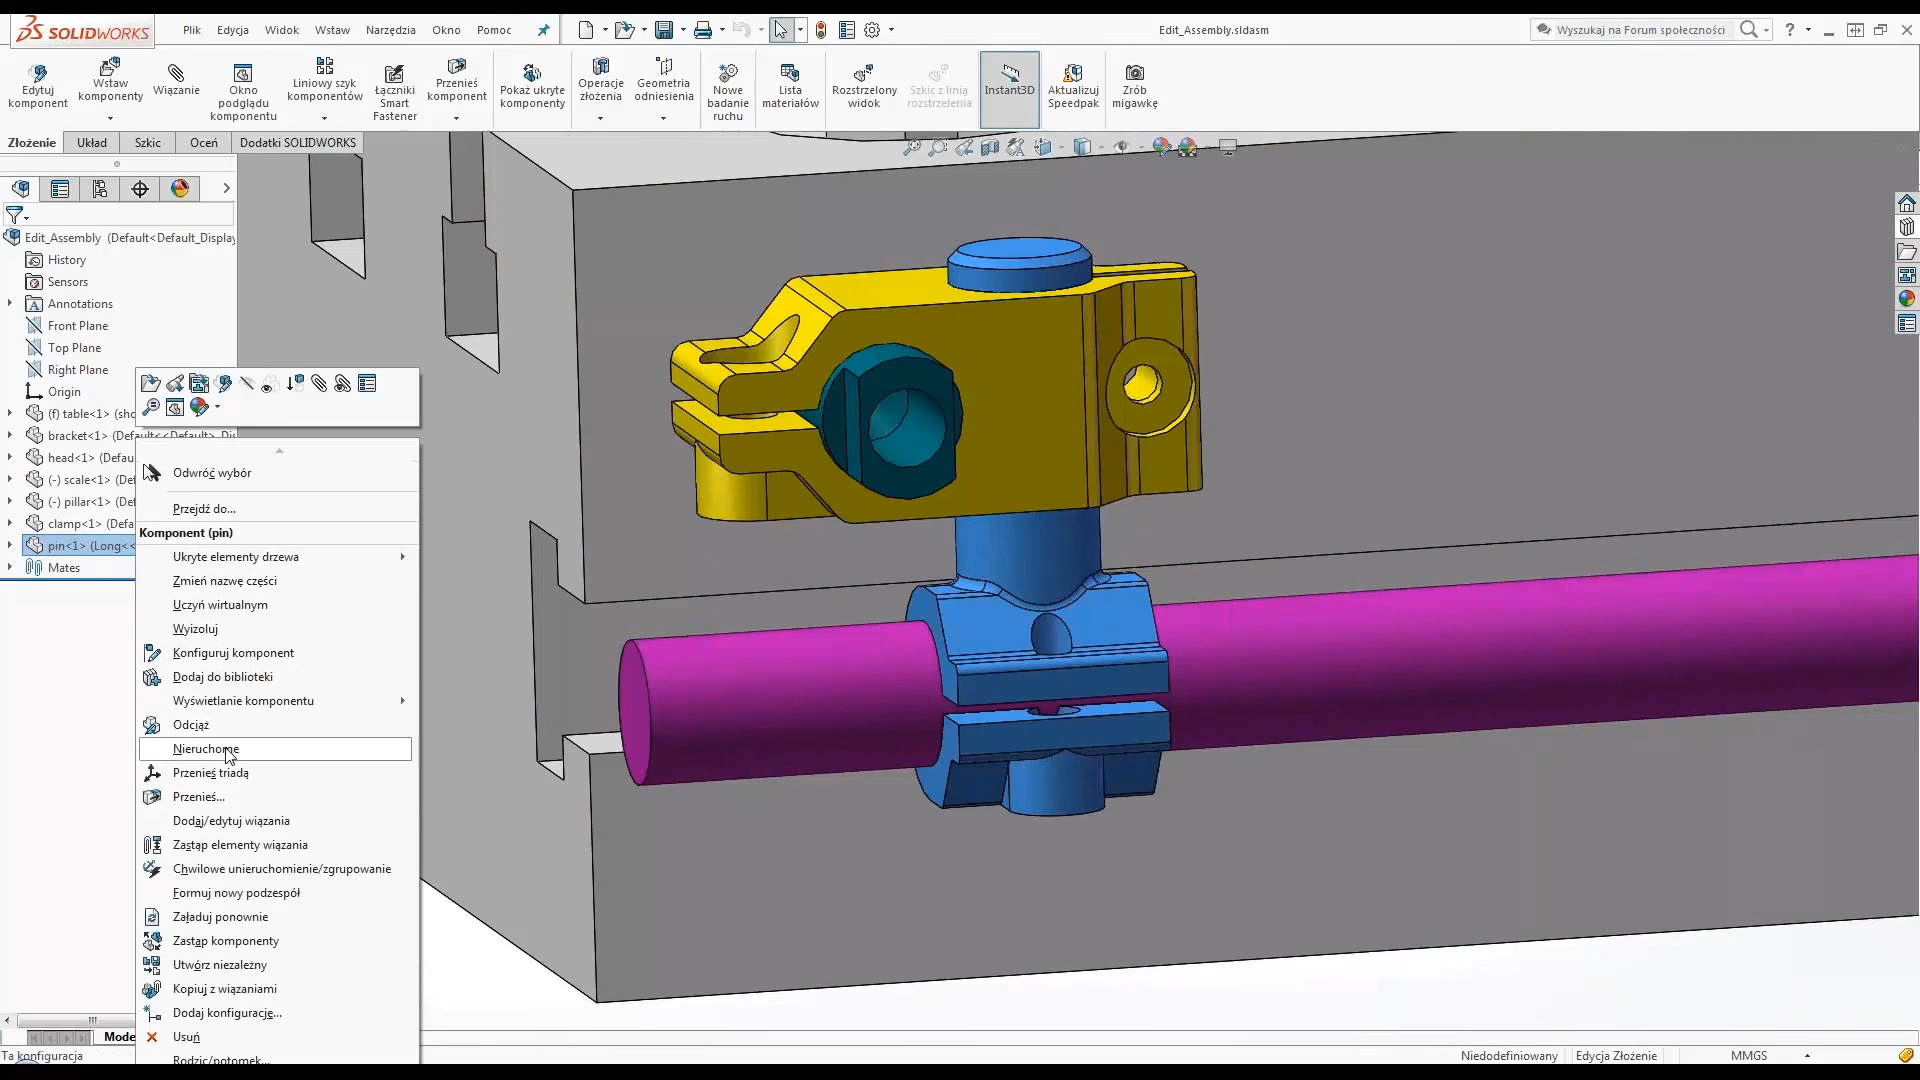 SOLIDWORKS
Plik Edycja Widok Wstaw Narzędzia Okno Pomoc
Edit_Assembly.sldasm
Wyszukaj na Forum społeczności
?
Edytuj komponent
Wstaw komponenty
Wiązanie
Okno podglądu komponentu
Liniowy szyk komponentów
Łączniki Smart Fastener
Przenieś komponent
Pokaż ukryte komponenty
Operacje złożenia
Geometria odniesienia
Nowe badanie ruchu
Lista materiałów
Rozstrzelony widok
Szkic z linią rozstrzelenia
Instant3D
Aktualizuj Speedpak
Zrób migawkę
Złożenie Układ Szkic Oceń Dodatki SOLIDWORKS
Edit_Assembly (Default<Default_Display
History
Sensors
Annotations
Front Plane
Top Plane
Right Plane
Origin
(f) table<1> (sho
bracket<1> (Default<<Default>_Dis
head<1> (Defau
(-) scale<1> (Det
(-) pillar<1> (Det
clamp<1> (Defa
pin<1> (Long<<
Mates
Odwróć wybór
Przejdź do...
Komponent (pin)
Ukryte elementy drzewa
Zmień nazwę części
Uczyń wirtualnym
Wyizoluj
Konfiguruj komponent
Dodaj do biblioteki
Wyświetlanie komponentu
Odciąż
Nieruchome
Przenieś triadą
Przenieś...
Dodaj/edytuj wiązania
Zastąp elementy wiązania
Chwilowe unieruchomienie/zgrupowanie
Formuj nowy podzespół
Załaduj ponownie
Zastąp komponenty
Utwórz niezależny
Kopiuj z wiązaniami
Dodaj konfigurację...
Usuń
Rodzic/potomek...
Mode
Ta konfiguracja
Niedodefiniowany
Edycja Złożenie
MMGS